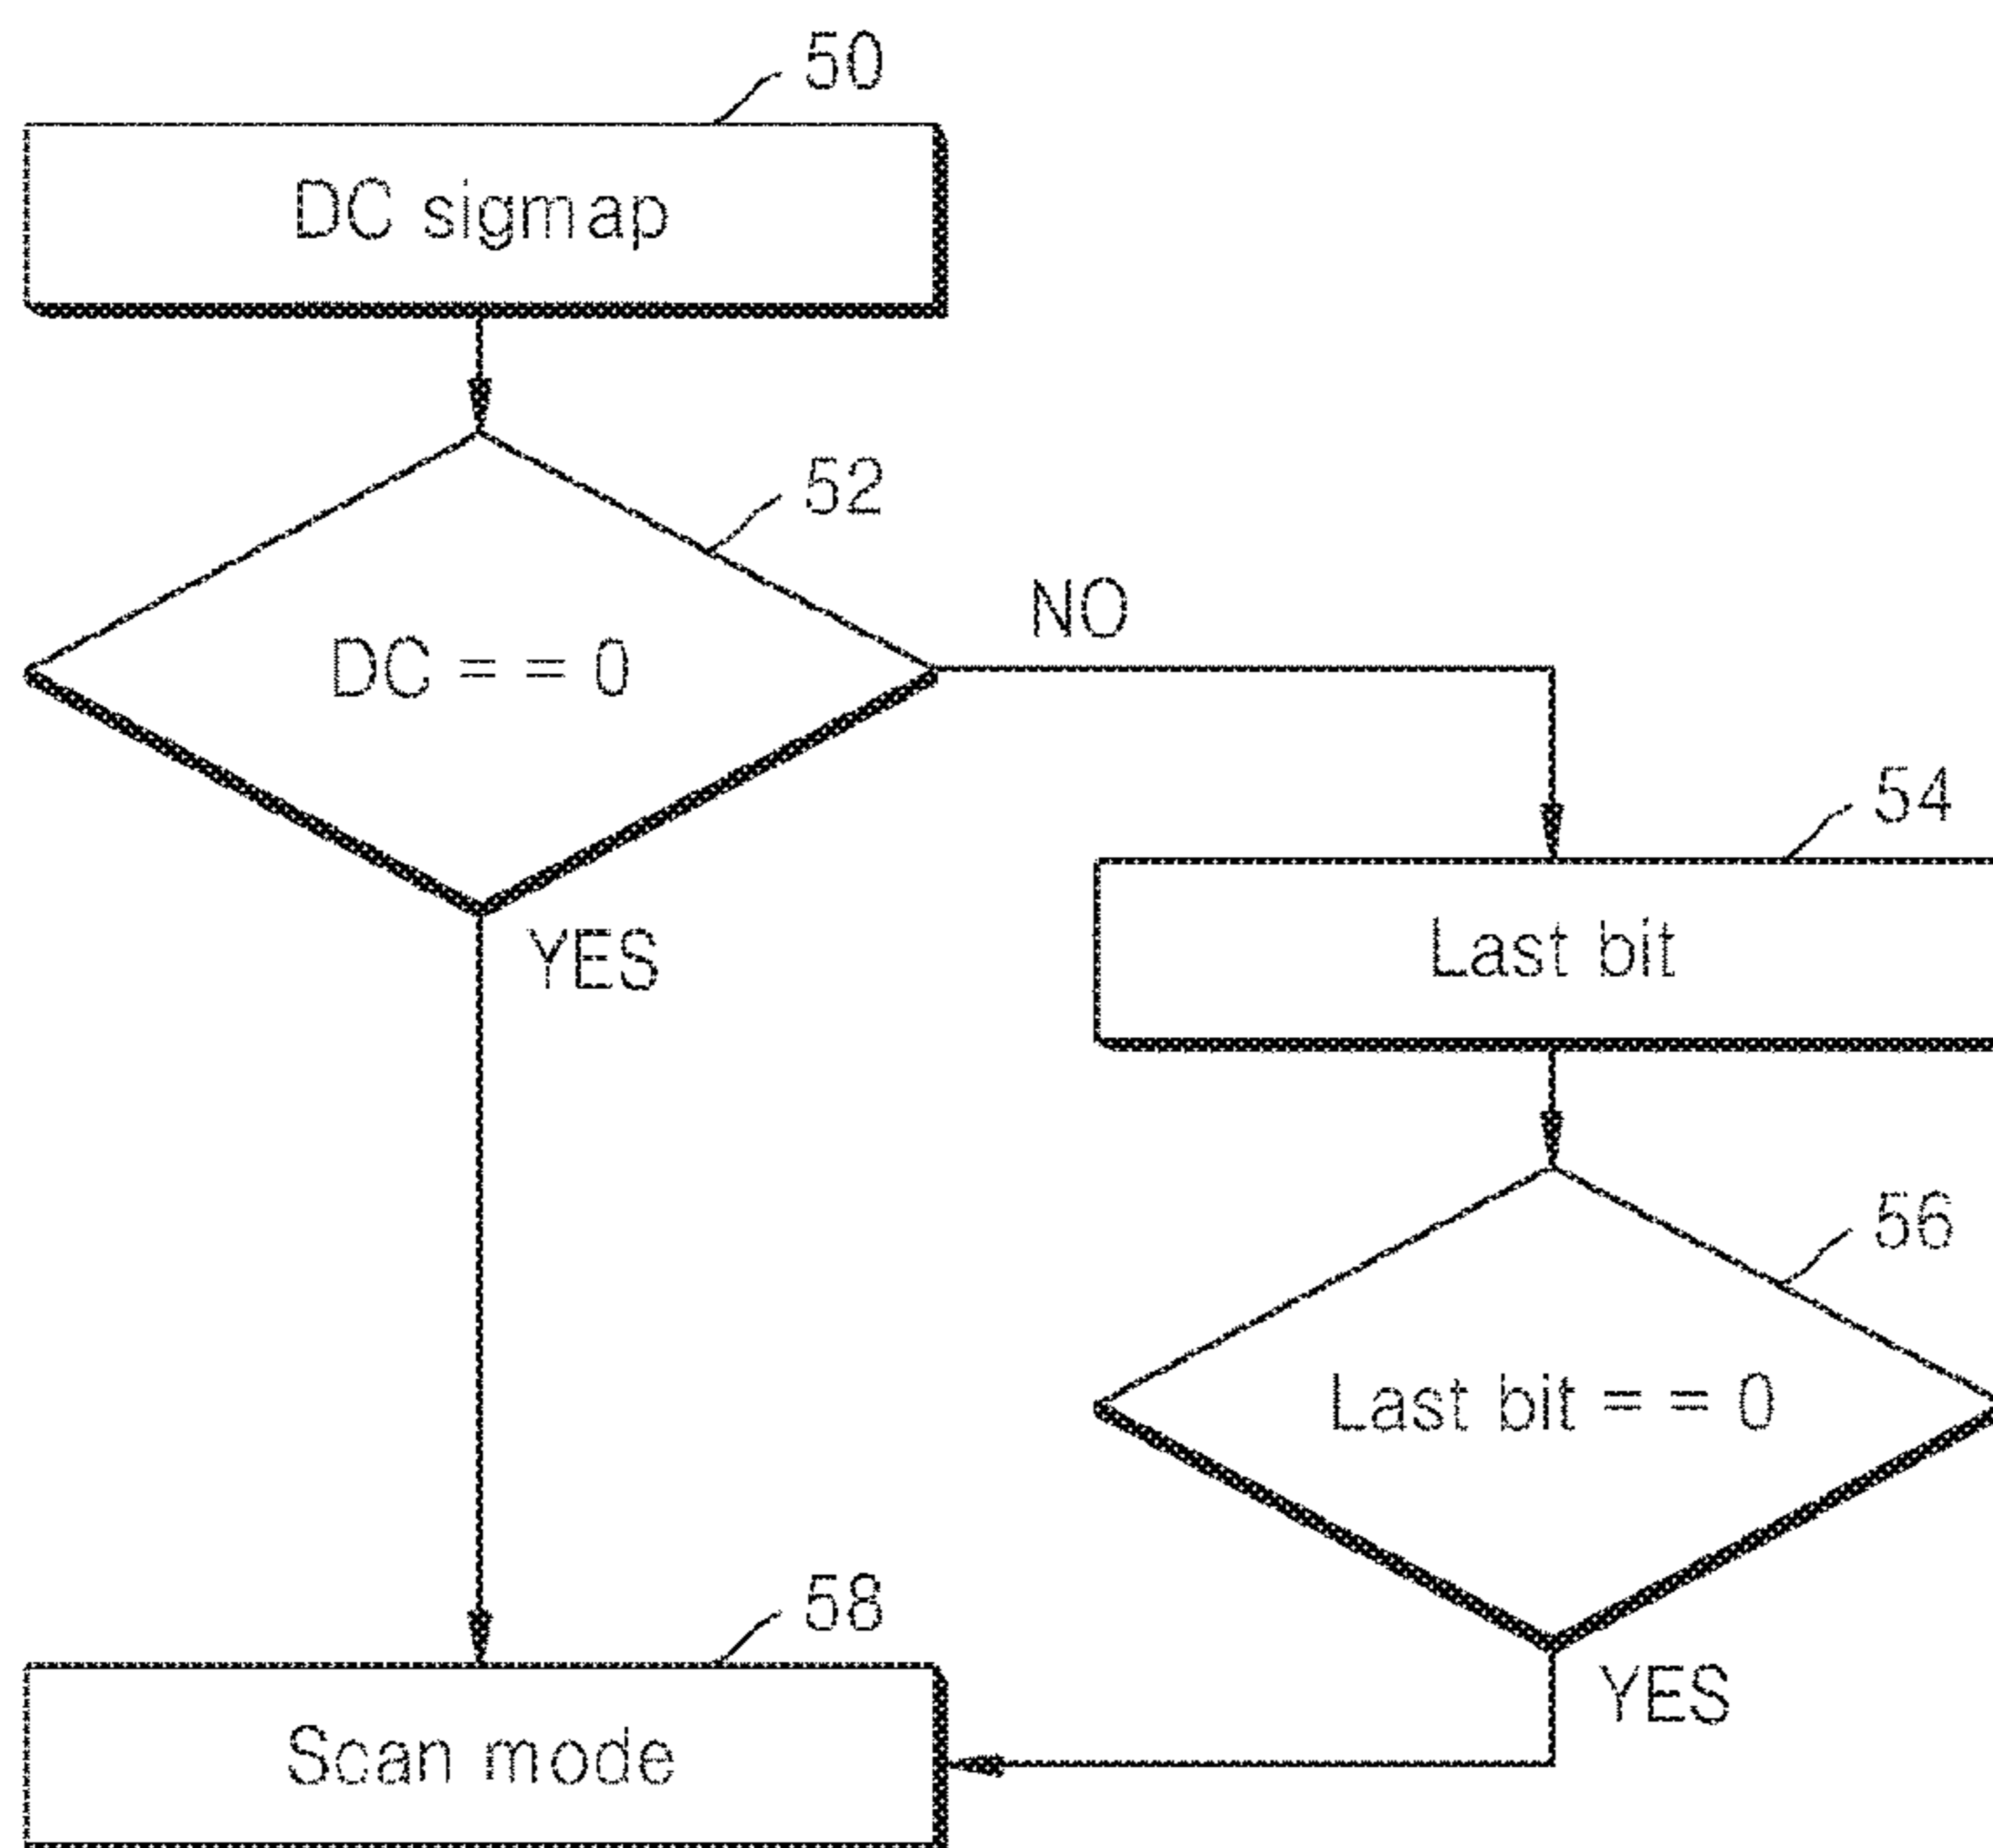 50
DC sigmap
52
DC = = 0
NO
YES
54
Last bit
56
Last bit = = 0
YES
58
Scan mode